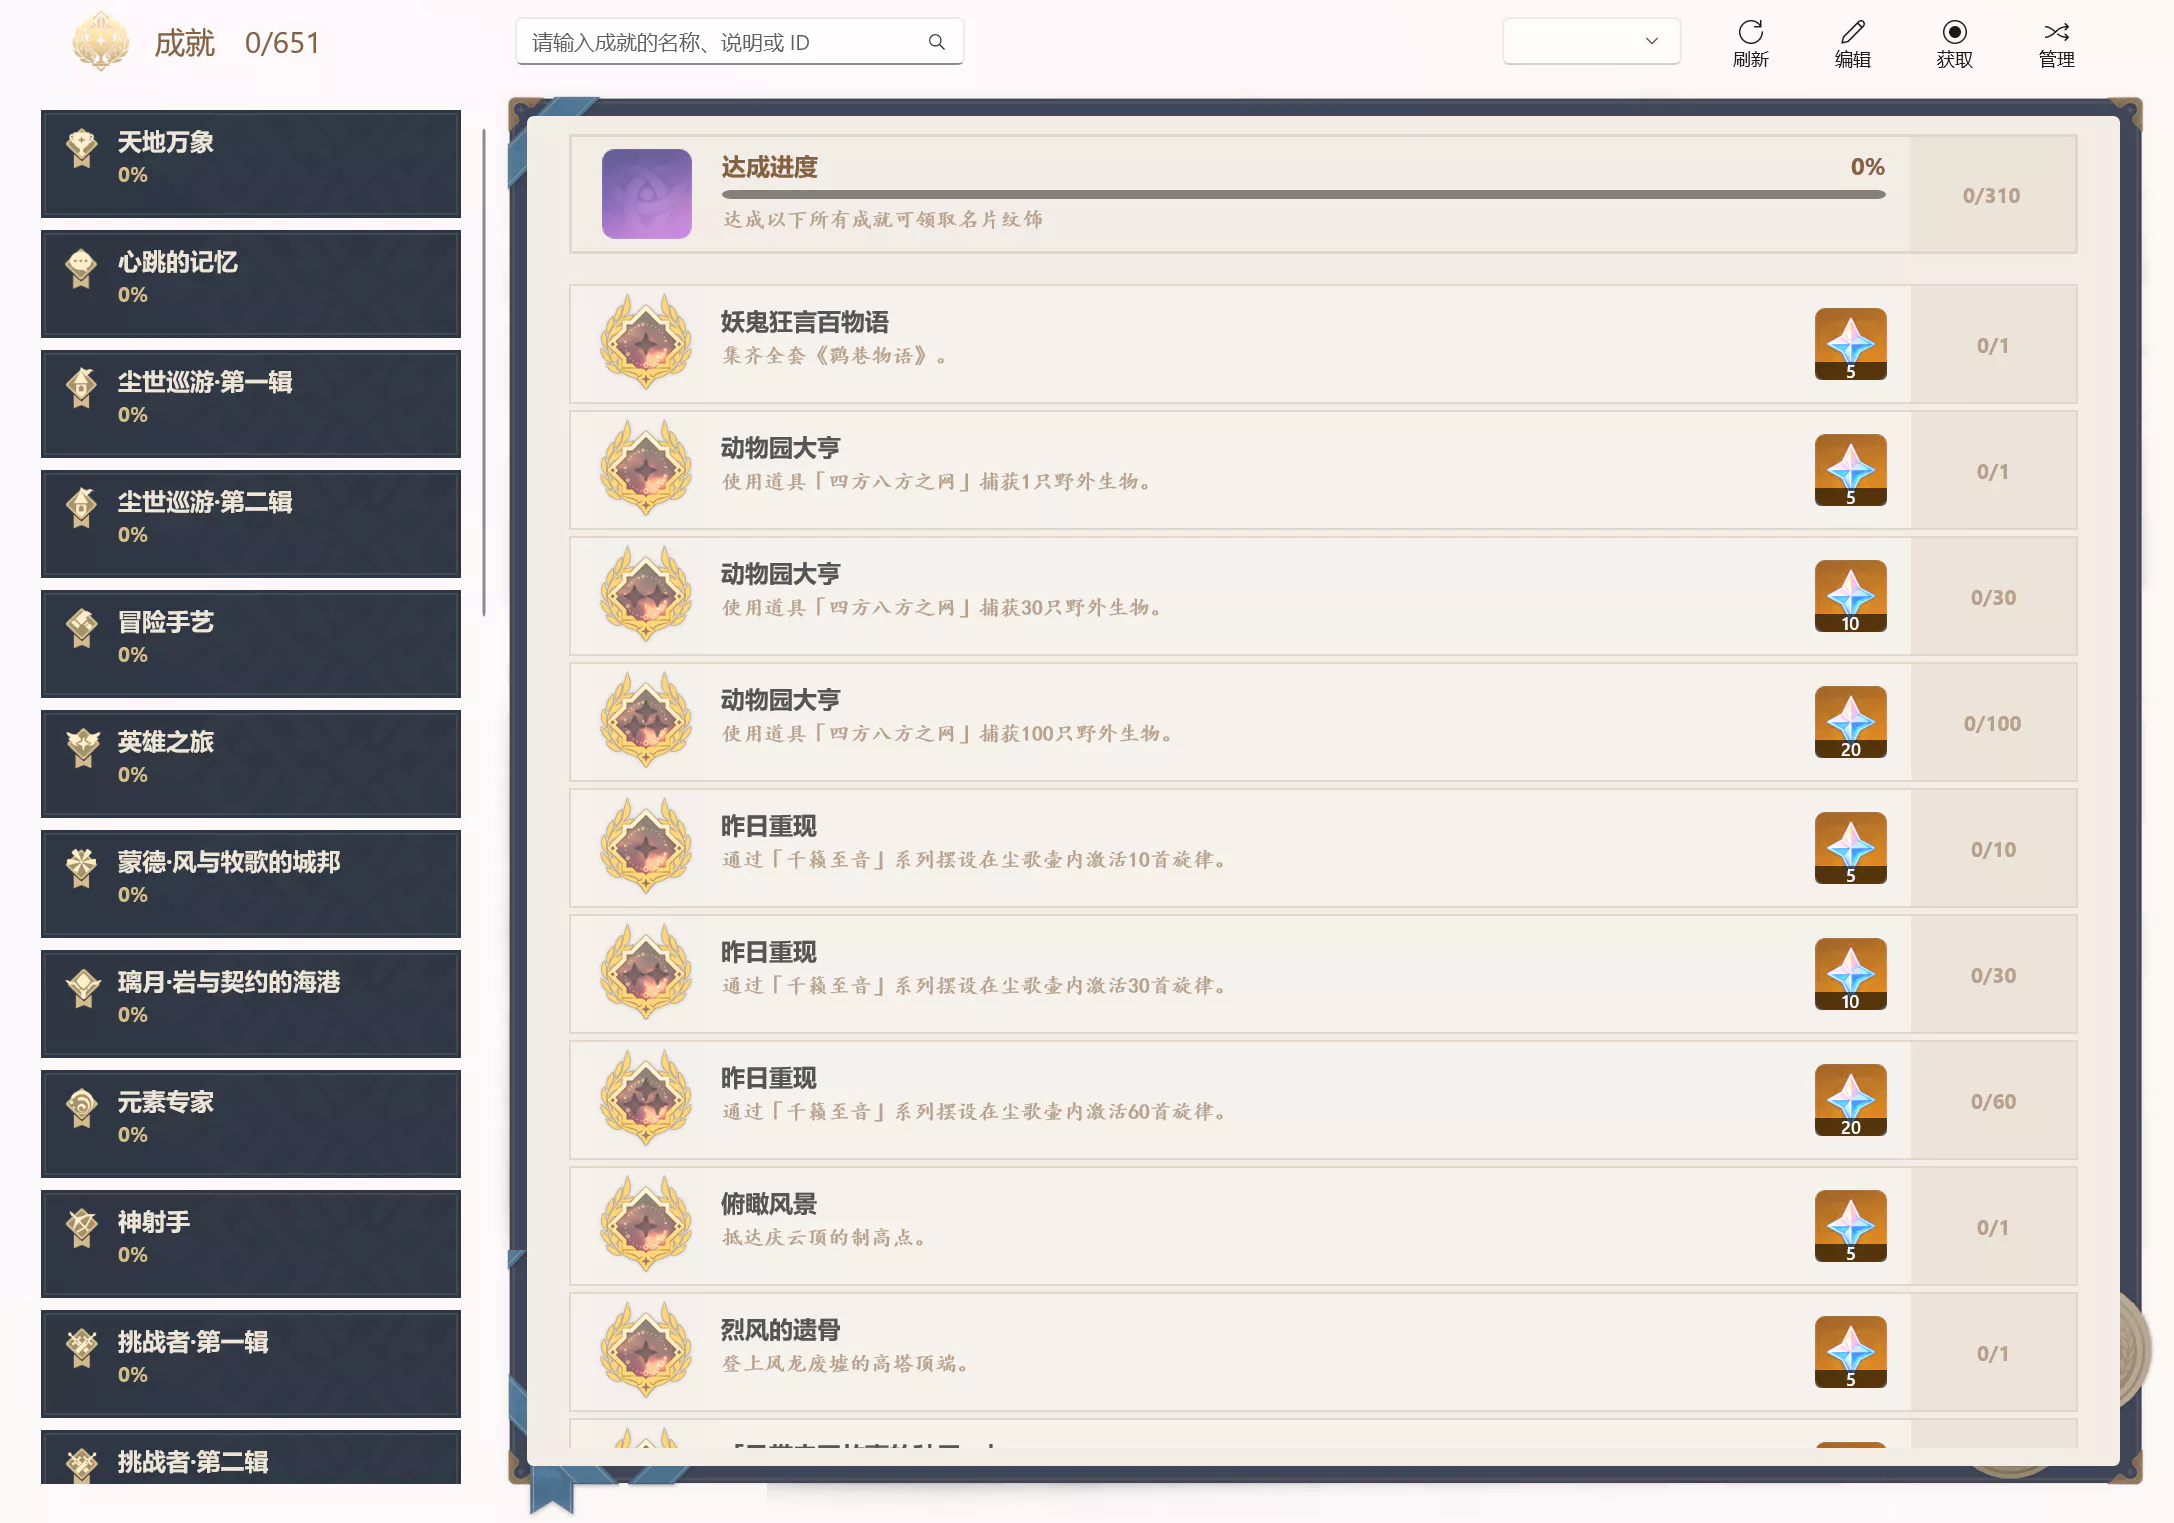 成就 0/651
请输入成就的名称、说明或 ID
刷新
编辑
获取
管理
天地万象
0%
心跳的记忆
0%
尘世巡游·第一辑
0%
尘世巡游·第二辑
0%
冒险手艺
0%
英雄之旅
0%
蒙德·风与牧歌的城邦
0%
璃月·岩与契约的海港
0%
元素专家
0%
神射手
0%
挑战者·第一辑
0%
挑战者·第二辑
达成进度
0%
达成以下所有成就可领取名片纹饰
0/310
妖鬼狂言百物语
集齐全套《鹮巷物语》。
5
0/1
动物园大亨
使用道具「四方八方之网」捕获1只野外生物。
5
0/1
动物园大亨
使用道具「四方八方之网」捕获30只野外生物。
10
0/30
动物园大亨
使用道具「四方八方之网」捕获100只野外生物。
20
0/100
昨日重现
通过「千籁至音」系列摆设在尘歌壶内激活10首旋律。
5
0/10
昨日重现
通过「千籁至音」系列摆设在尘歌壶内激活30首旋律。
10
0/30
昨日重现
通过「千籁至音」系列摆设在尘歌壶内激活60首旋律。
20
0/60
俯瞰风景
抵达庆云顶的制高点。
5
0/1
烈风的遗骨
登上风龙废墟的高塔顶端。
5
0/1